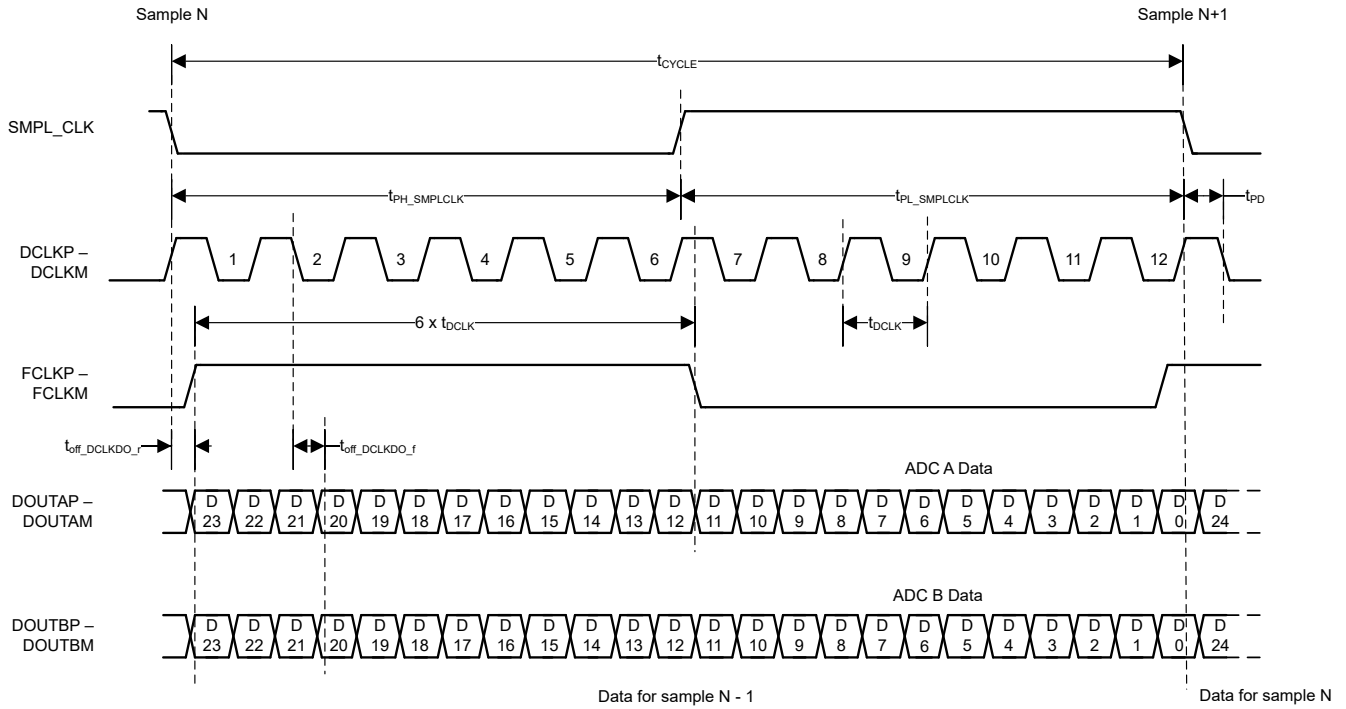 Sample N Sample N+1
tCYCLE
SMPL_CLK
tPH_SMPLCLK tPL_SMPLCLK tPD
DCLKP –
DCLKM
1 2 3 4 5 6 7 8 9 10 11 12
6 x tDCLK tDCLK
FCLKP –
FCLKM
toff_DCLKDO_r toff_DCLKDO_f
ADC A Data
DOUTAP –
DOUTAM
D D D D D D D D D D D D D D D D D D D D D D D D D
23 22 21 20 19 18 17 16 15 14 13 12 11 10 9 8 7 6 5 4 3 2 1 0 24
ADC B Data
DOUTBP –
DOUTBM
D D D D D D D D D D D D D D D D D D D D D D D D D
23 22 21 20 19 18 17 16 15 14 13 12 11 10 9 8 7 6 5 4 3 2 1 0 24
Data for sample N - 1 Data for sample N